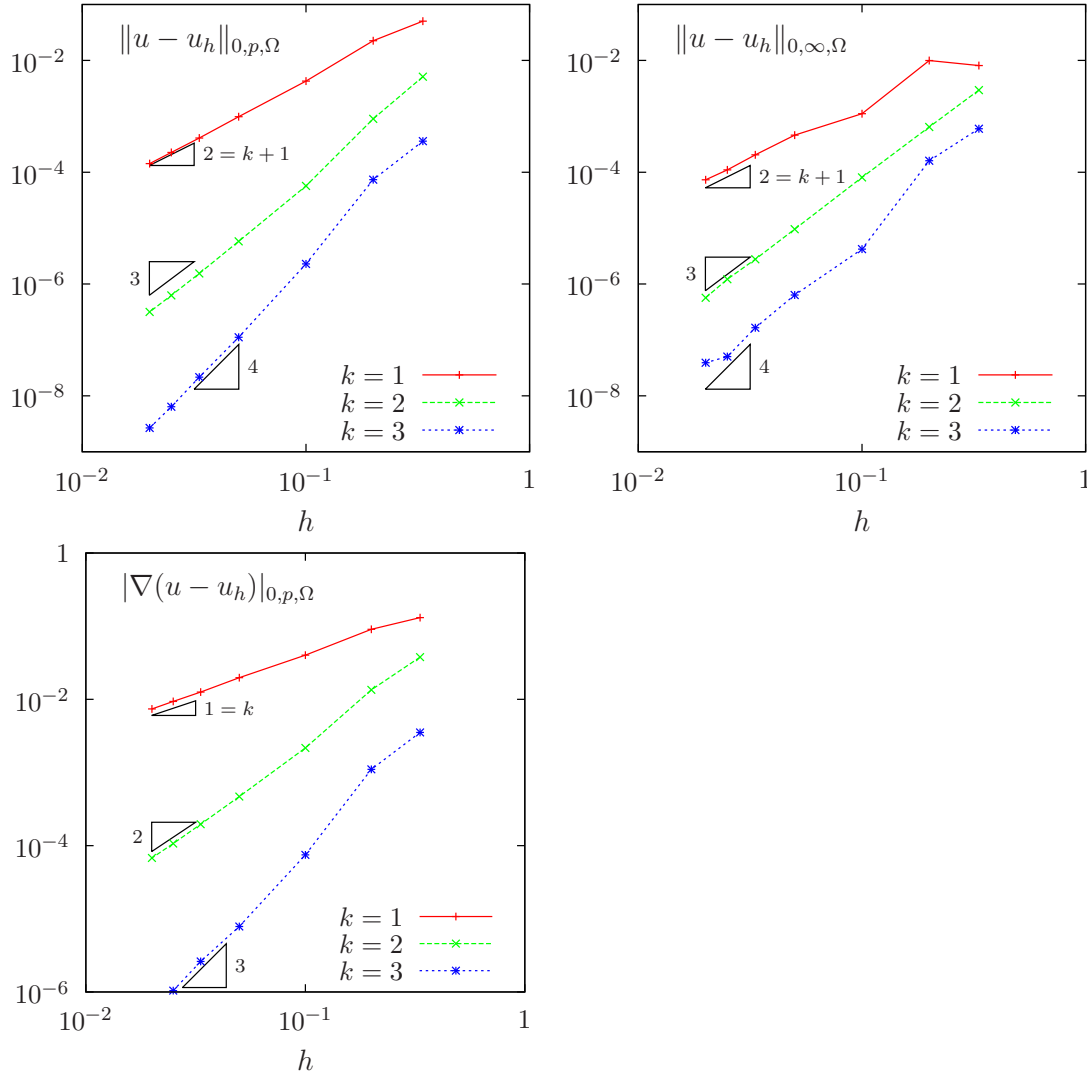 ‖u − u_h‖_{0,p,Ω}
10^{−2}
10^{−4}
10^{−6}
10^{−8}
2 = k + 1
3
4
k = 1
k = 2
k = 3
10^{−2}
10^{−1}
1
h
‖u − u_h‖_{0,∞,Ω}
10^{−2}
10^{−4}
10^{−6}
10^{−8}
2 = k + 1
3
4
k = 1
k = 2
k = 3
10^{−2}
10^{−1}
1
h
1
|∇(u − u_h)|_{0,p,Ω}
10^{−2}
10^{−4}
10^{−6}
1 = k
2
3
k = 1
k = 2
k = 3
10^{−2}
10^{−1}
1
h